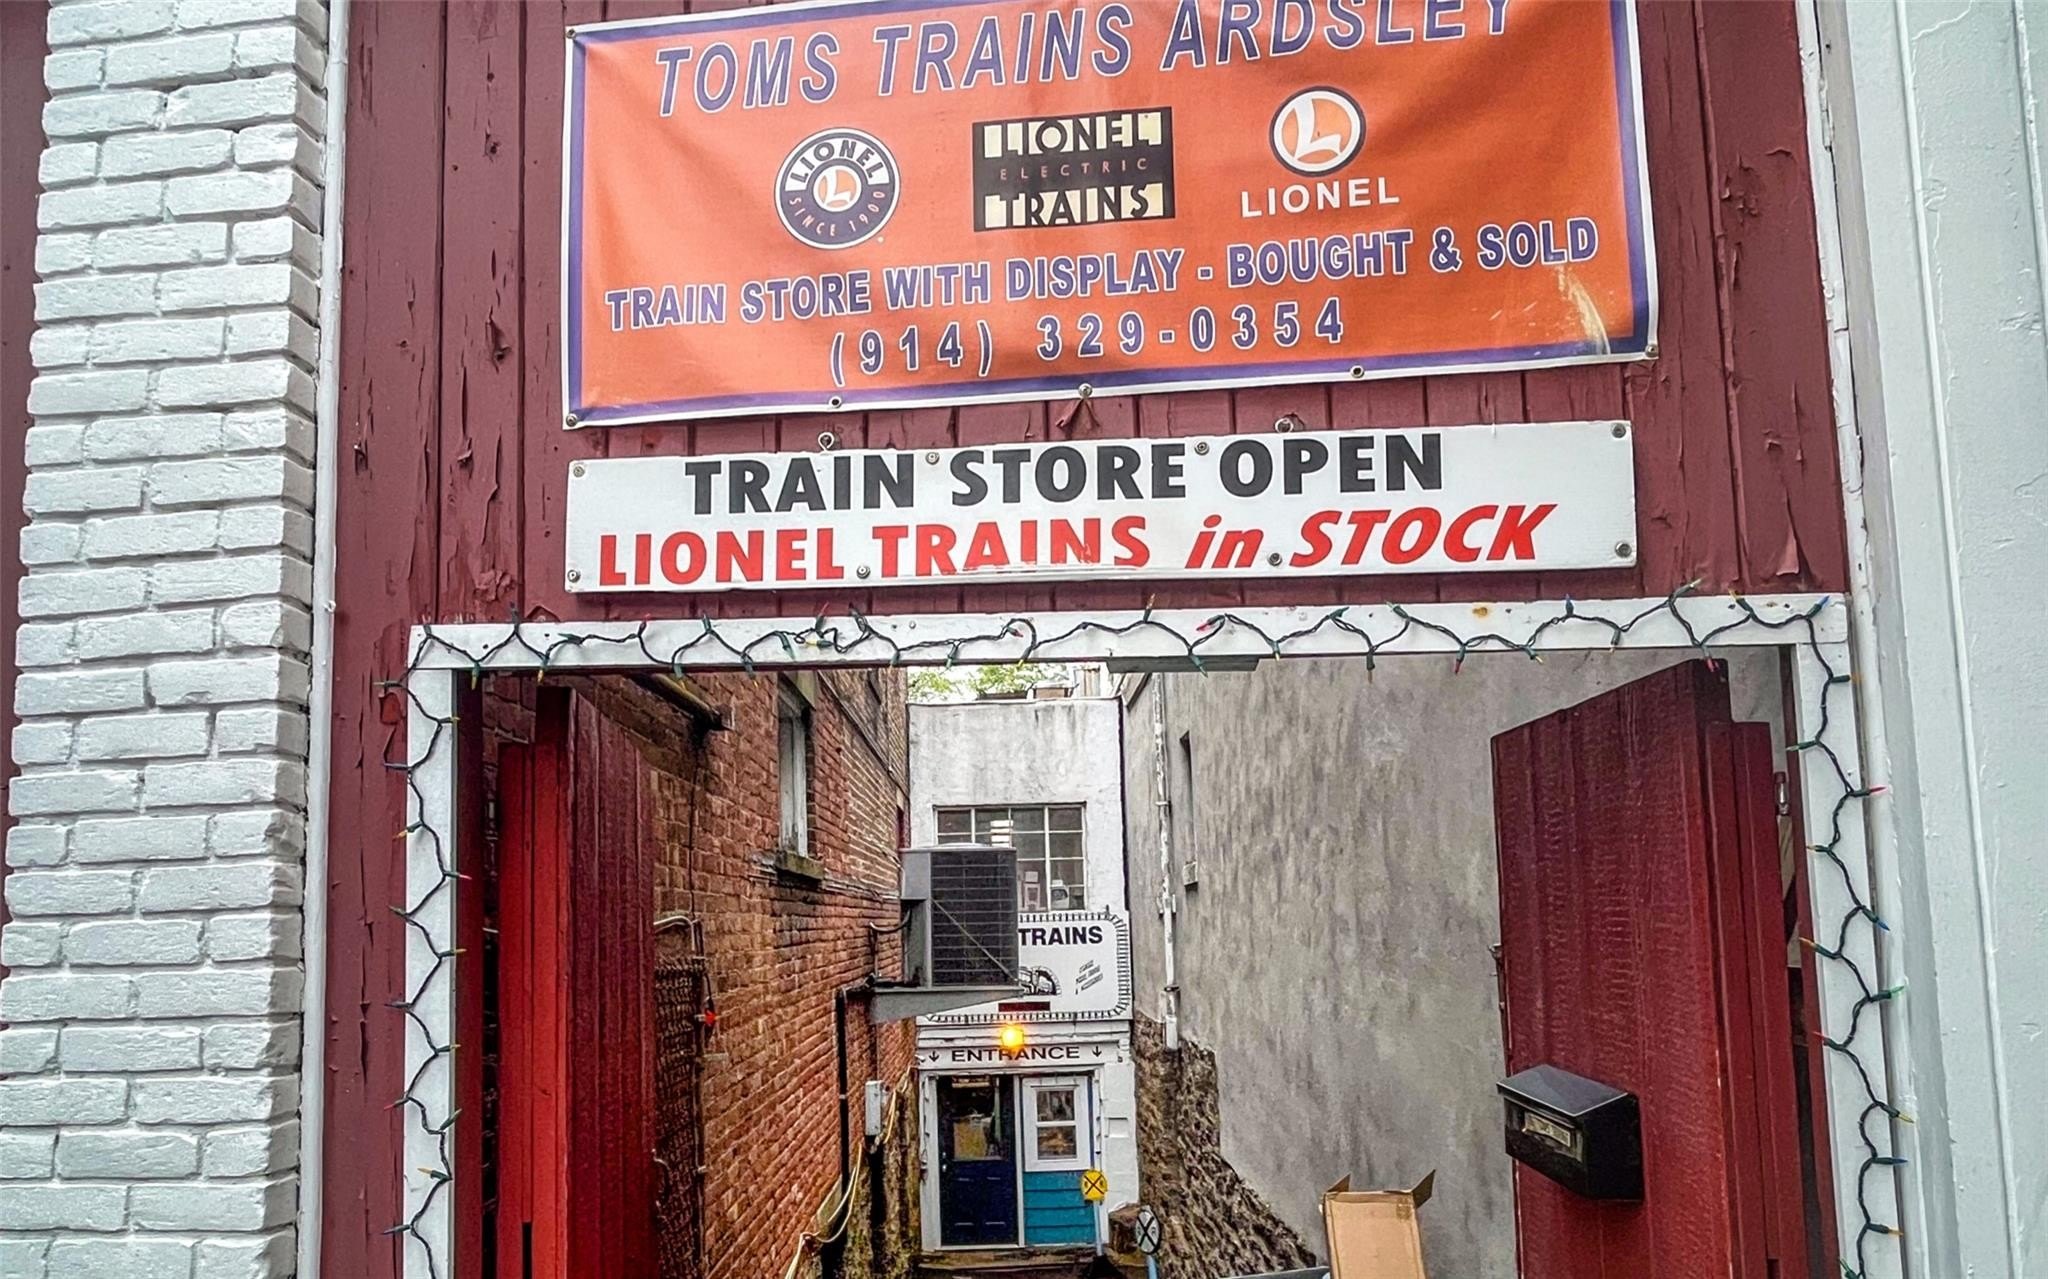 TOMS TRAINS ARDSLEY
LIONEL
L
SINCE 1900
LIONEL
ELECTRIC
TRAINS
L
LIONEL
TRAIN STORE WITH DISPLAY - BOUGHT & SOLD
(914) 329-0354
TRAIN STORE OPEN
LIONEL TRAINS in STOCK
TRAINS
↓ ENTRANCE ↓